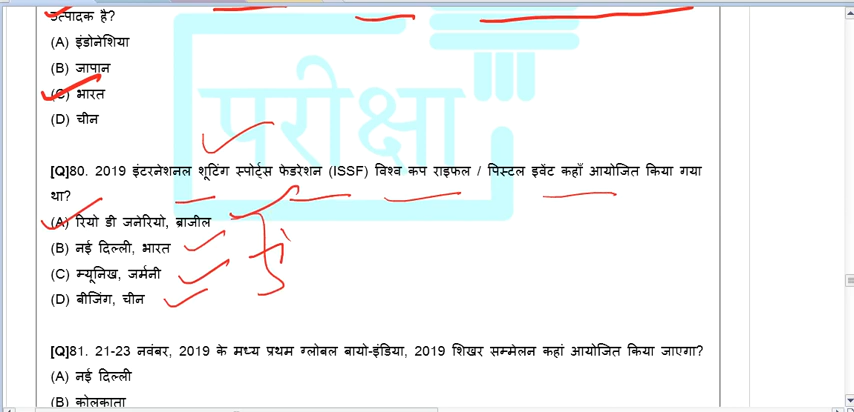 उत्पादक है?
(A) इंडोनेशिया
(B) जापान
(C) भारत
(D) चीन
परीक्षा
[Q]80. 2019 इंटरनेशनल शूटिंग स्पोर्ट्स फेडरेशन (ISSF) विश्व कप राइफल / पिस्टल इवेंट कहाँ आयोजित किया गया
था?
(A) रियो डी जनेरियो, ब्राजील
(B) नई दिल्ली, भारत
(C) म्यूनिख, जर्मनी
(D) बीजिंग, चीन
[Q]81. 21-23 नवंबर, 2019 के मध्य प्रथम ग्लोबल बायो-इंडिया, 2019 शिखर सम्मेलन कहां आयोजित किया जाएगा?
(A) नई दिल्ली
(B) कोलकाता